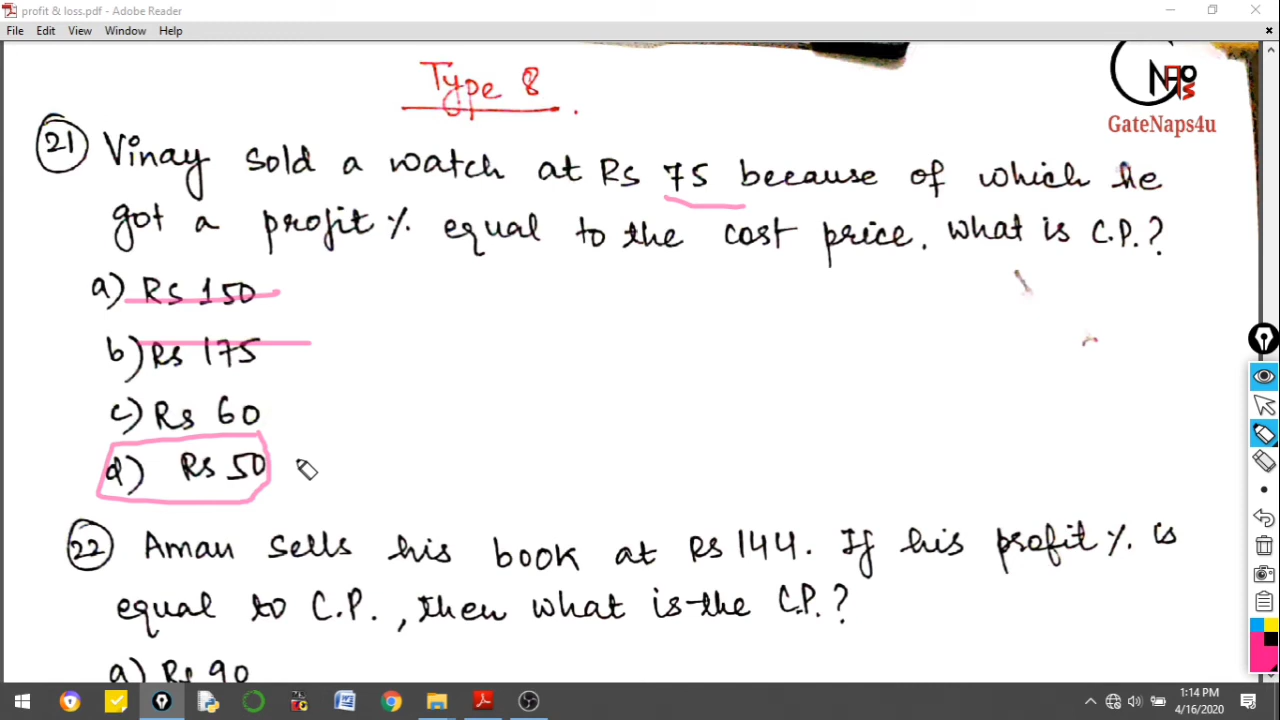 profit & loss.pdf - Adobe Reader
File Edit View Window Help
Type 8.
GateNaps4u
21 Vinay sold a watch at Rs 75 because of which he
got a profit % equal to the cost price. What is C.P.?
a) Rs 150
b) Rs 175
c) Rs 60
d) Rs 50
22 Aman sells his book at Rs 144. If his profit %. is
equal to C.P., then what is the C.P.?
a) Rs 90
1:14 PM
4/16/2020